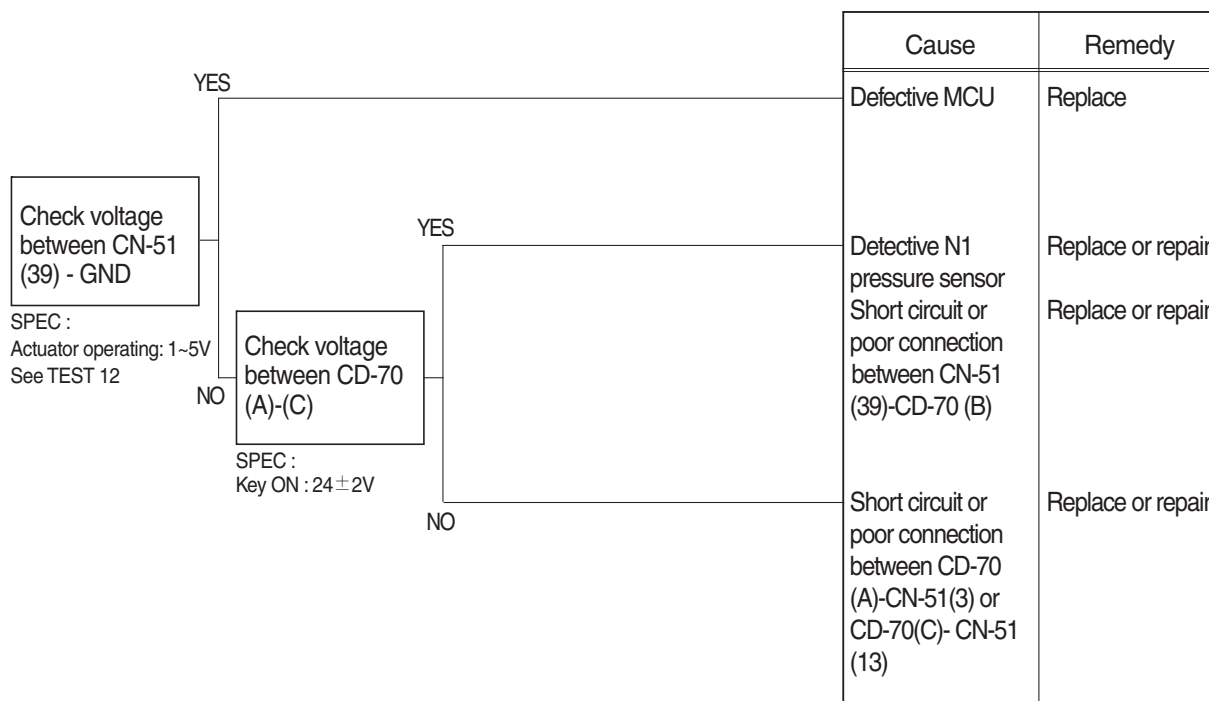 Cause Remedy
YES
Defective MCU Replace
Check voltage
between CN-51
(39) - GND
SPEC :
Actuator operating: 1~5V
See TEST 12
NO
Check voltage
between CD-70
(A)-(C)
SPEC :
Key ON : 24±2V
YES
Detective N1 Replace or repair
pressure sensor
Short circuit or Replace or repair
poor connection
between CN-51
(39)-CD-70 (B)
NO
Short circuit or Replace or repair
poor connection
between CD-70
(A)-CN-51(3) or
CD-70(C)- CN-51
(13)